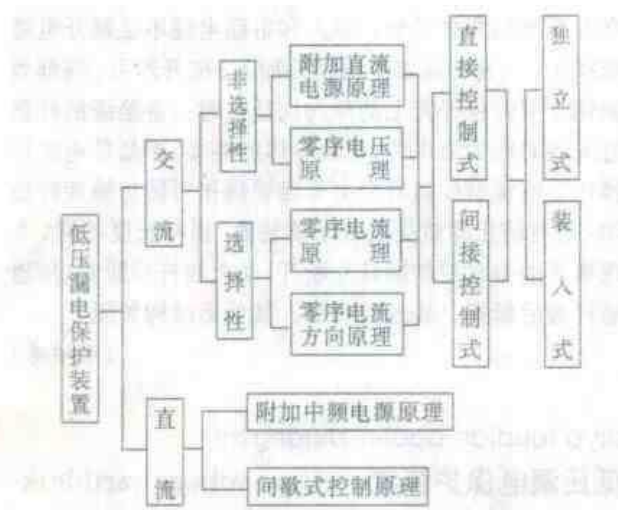 低压漏电保护装置
交流
非选择性
附加直流
电源原理
零序电压
原理
选择性
零序电流
原理
零序电流
方向原理
直接控制式
间接控制式
独立式
装入式
直流
附加中频电源原理
间歇式控制原理